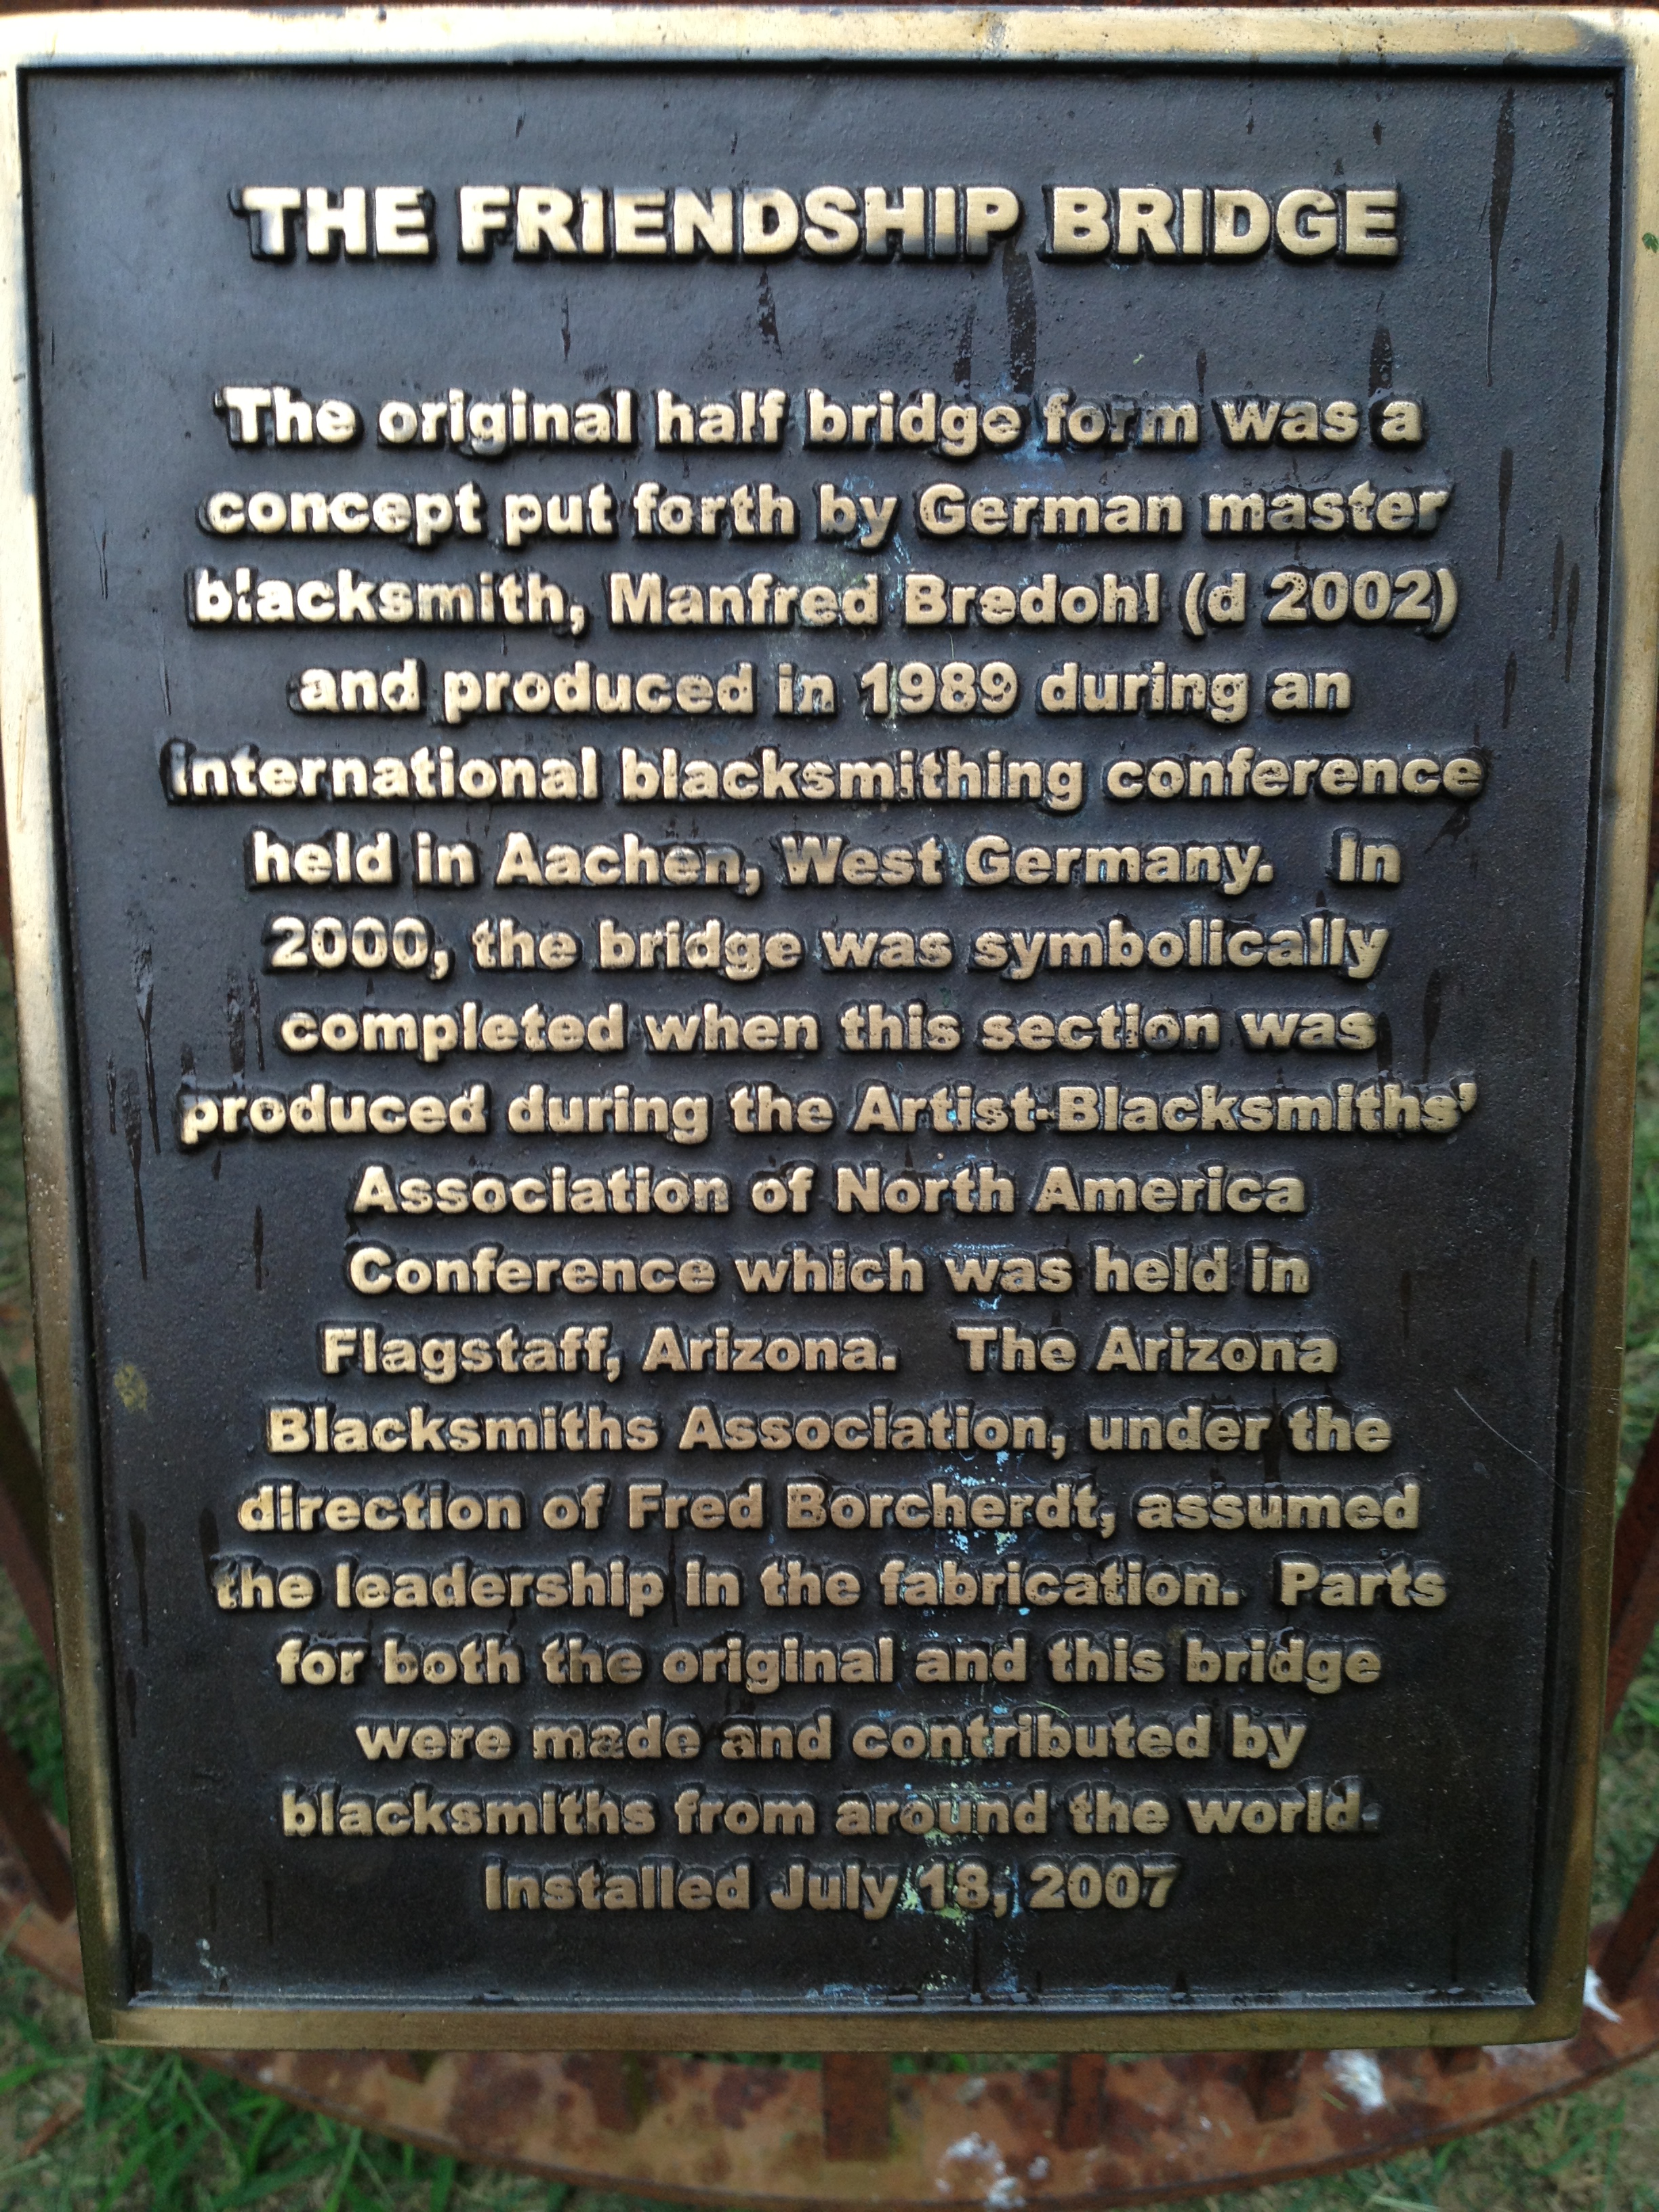 THE FRIENDSHIP BRIDGE
The original half bridge form was a
concept put forth by German master
blacksmith, Manfred Bredohl (d 2002)
and produced in 1989 during an
international blacksmithing conference
held in Aachen, West Germany. In
2000, the bridge was symbolically
completed when this section was
produced during the Artist-Blacksmiths'
Association of North America
Conference which was held in
Flagstaff, Arizona. The Arizona
Blacksmiths Association, under the
direction of Fred Borcherdt, assumed
the leadership in the fabrication. Parts
for both the original and this bridge
were made and contributed by
blacksmiths from around the world.
Installed July 18, 2007